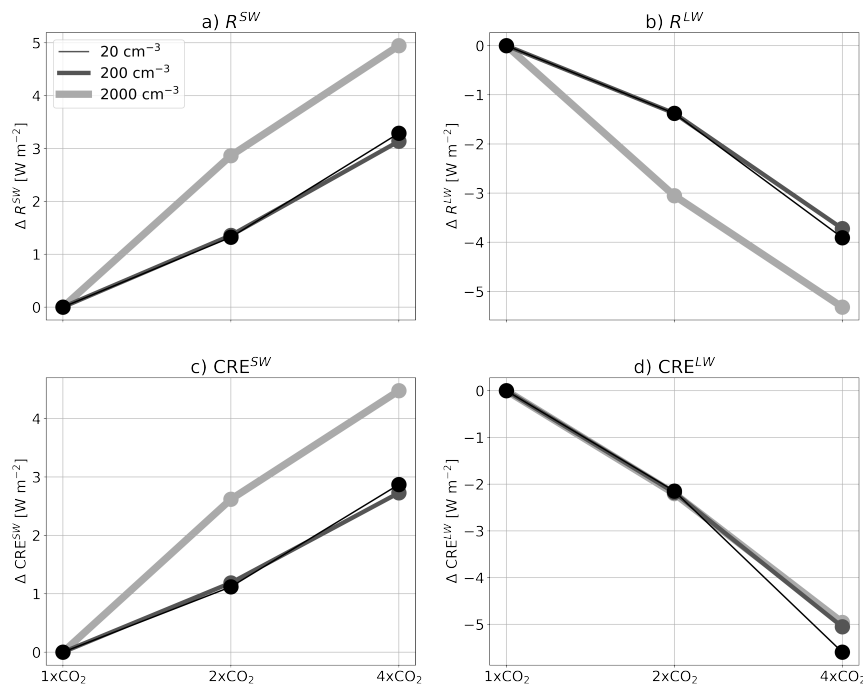 a) R^SW
5
4
3
2
1
0
Δ R^SW [W m⁻²]
20 cm⁻³
200 cm⁻³
2000 cm⁻³
b) R^LW
0
−1
−2
−3
−4
−5
Δ R^LW [W m⁻²]
c) CRE^SW
4
3
2
1
0
Δ CRE^SW [W m⁻²]
1xCO₂
2xCO₂
4xCO₂
d) CRE^LW
0
−1
−2
−3
−4
−5
Δ CRE^LW [W m⁻²]
1xCO₂
2xCO₂
4xCO₂